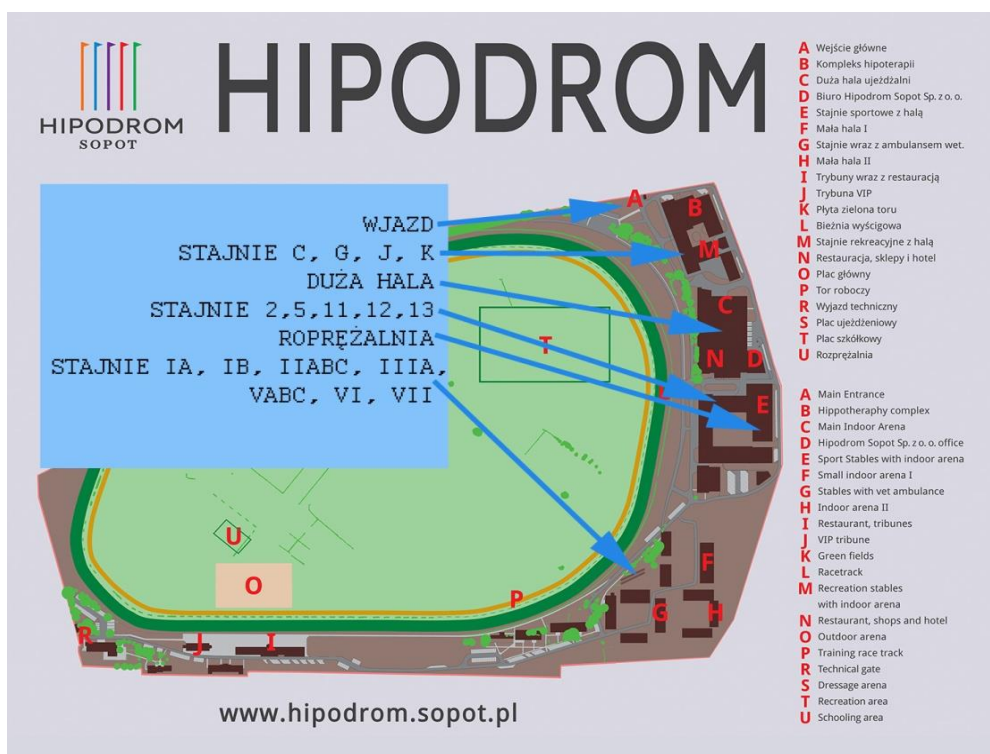 HIPODROM
SOPOT
HIPODROM
WJAZD
STAJNIE C, G, J, K
DUŻA HALA
STAJNIE 2,5,11,12,13
ROPRĘŻALNIA
STAJNIE IA, IB, IIABC, IIIA,
VABC, VI, VII
A
B
M
C
T
N
D
L
E
U
O
P
F
G
H
R
J
I
www.hipodrom.sopot.pl
A Wejście główne
B Kompleks hipoterapii
C Duża hala ujeżdżalni
D Biuro Hipodrom Sopot Sp. z o. o.
E Stajnie sportowe z halą
F Mała hala I
G Stajnie wraz z ambulansem wet.
H Mała hala II
I Trybuny wraz z restauracją
J Trybuna VIP
K Płyta zielona toru
L Bieżnia wyścigowa
M Stajnie rekreacyjne z halą
N Restauracja, sklepy i hotel
O Plac główny
P Tor roboczy
R Wyjazd techniczny
S Plac ujeżdżeniowy
T Plac szkółkowy
U Rozprężalnia
A Main Entrance
B Hippotheraphy complex
C Main Indoor Arena
D Hipodrom Sopot Sp. z o. o. office
E Sport Stables with indoor arena
F Small indoor arena I
G Stables with vet ambulance
H Indoor arena II
I Restaurant, tribunes
J VIP tribune
K Green fields
L Racetrack
M Recreation stables
with indoor arena
N Restaurant, shops and hotel
O Outdoor arena
P Training race track
R Technical gate
S Dressage arena
T Recreation area
U Schooling area